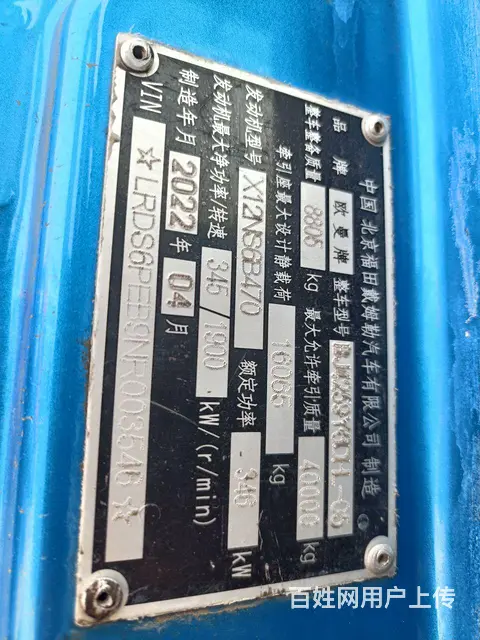 中国 北京福田戴姆勒汽车有限公司 制造
品牌 欧曼牌 整车型号
整车整备质量 8805 kg 最大允许牵引质量 40000 kg
牵引座最大设计静载荷 16065 kg
发动机型号 X12NS6B470 额定功率 346 kW
发动机最大净功率/转速 345/1900 kW/(r/min)
制造年月 2022 年 04 月
VIN ☆LRDS6PEB9NR003546☆
百姓网用户上传